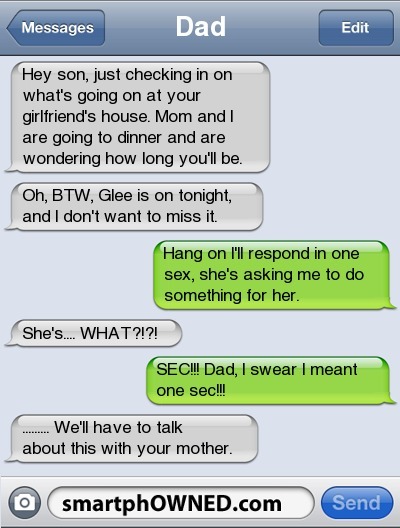 Messages
Dad
Edit
Hey son, just checking in on
what's going on at your
girlfriend's house. Mom and I
are going to dinner and are
wondering how long you'll be.
Oh, BTW, Glee is on tonight,
and I don't want to miss it.
Hang on I'll respond in one
sex, she's asking me to do
something for her.
She's.... WHAT?!?!
SEC!!! Dad, I swear I meant
one sec!!!
......... We'll have to talk
about this with your mother.
smartphOWNED.com
Send